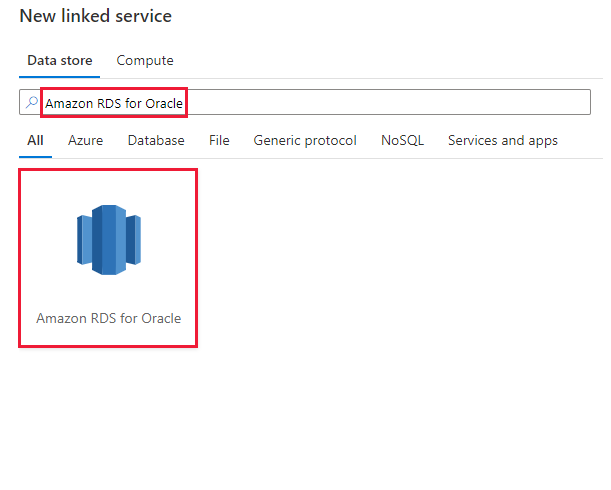 New linked service
Data store Compute
Amazon RDS for Oracle
All Azure Database File Generic protocol NoSQL Services and apps
Amazon RDS for Oracle